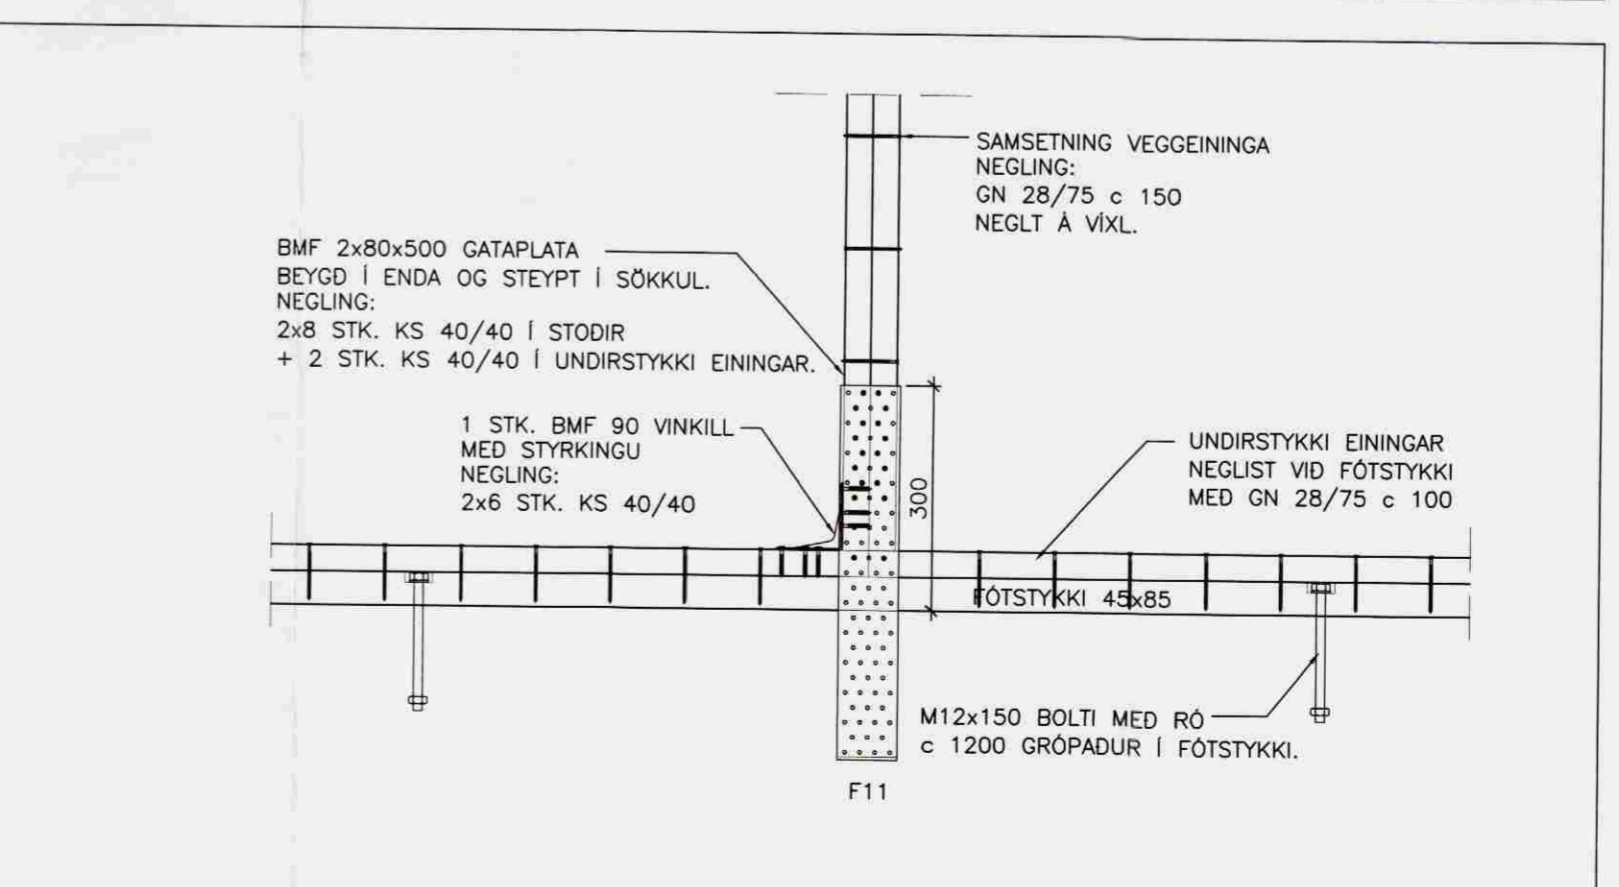 SAMSETNING VEGGEININGA
NEGLING:
GN 28/75 c 150
NEGLT Á VÍXL.
BMF 2x80x500 GATAPLATA
BEYGÐ Í ENDA OG STEYPT Í SÖKKUL.
NEGLING:
2x8 STK. KS 40/40 Í STOÐIR
+ 2 STK. KS 40/40 Í UNDIRSTYKKI EININGAR.
1 STK. BMF 90 VINKILL
MEÐ STYRKINGU
NEGLING:
2x6 STK. KS 40/40
300
UNDIRSTYKKI EININGAR
NEGLIST VIÐ FÓTSTYKKI
MEÐ GN 28/75 c 100
FÓTSTYKKI 45x85
M12x150 BOLTI MEÐ RÓ
c 1200 GRÓPAÐUR Í FÓTSTYKKI.
F11